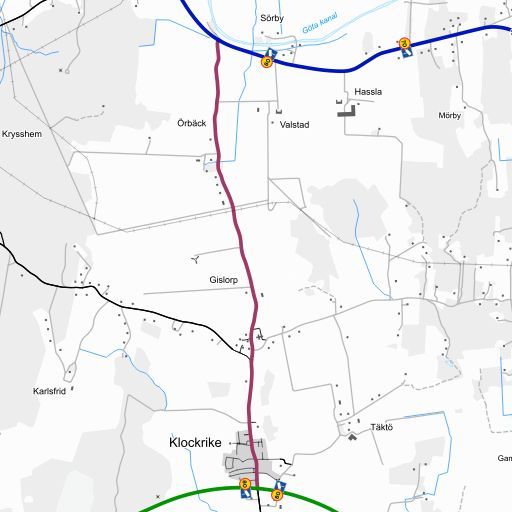 Sörby
Göta kanal
Hassla
Mörby
Örbäck
Valstad
Krysshem
Gislorp
Karlsfrid
Täktö
Klockrike
Gam